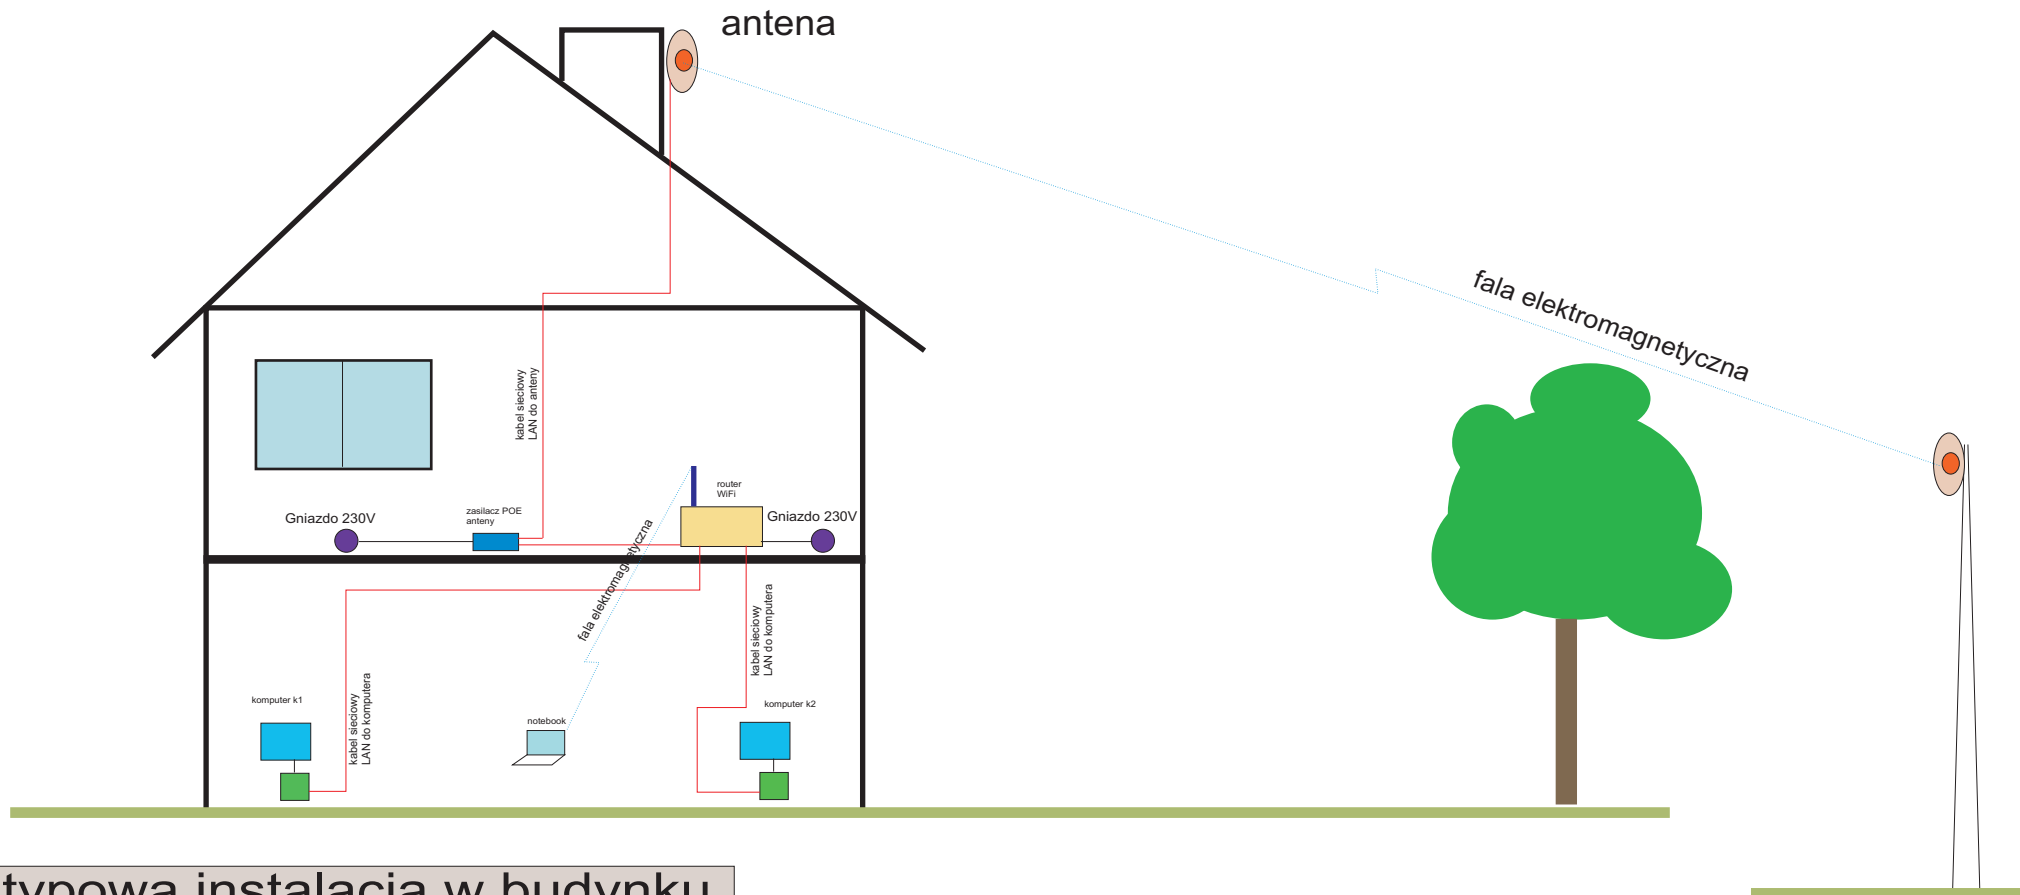 antena
fala elektromagnetyczna
kabel sieciowy
LAN do anteny
router
WiFi
Gniazdo 230V
zasilacz POE
anteny
Gniazdo 230V
fala elektromagnetyczna
kabel sieciowy
LAN do komputera
kabel sieciowy
LAN do komputera
komputer k1
notebook
komputer k2
typowa instalacja w budynku